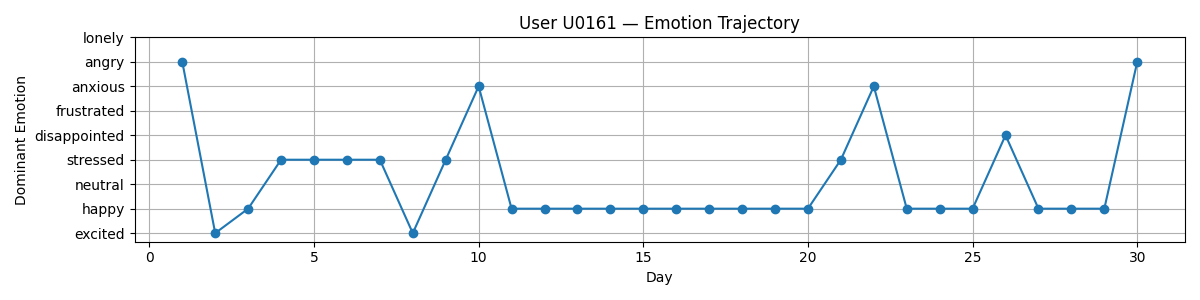 User U0161 — Emotion Trajectory
Dominant Emotion
lonely
angry
anxious
frustrated
disappointed
stressed
neutral
happy
excited
0 5 10 15 20 25 30
Day